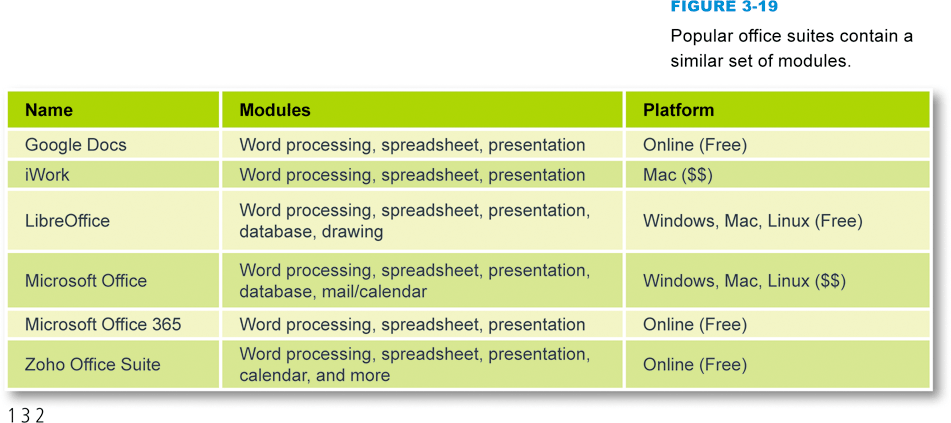 FIGURE 3-19
Popular office suites contain a
similar set of modules.
Name Modules Platform
Google Docs Word processing, spreadsheet, presentation Online (Free)
iWork Word processing, spreadsheet, presentation Mac ($$)
LibreOffice Word processing, spreadsheet, presentation, Windows, Mac, Linux (Free)
database, drawing
Microsoft Office Word processing, spreadsheet, presentation, Windows, Mac, Linux ($$)
database, mail/calendar
Microsoft Office 365 Word processing, spreadsheet, presentation Online (Free)
Zoho Office Suite Word processing, spreadsheet, presentation, Online (Free)
calendar, and more
132